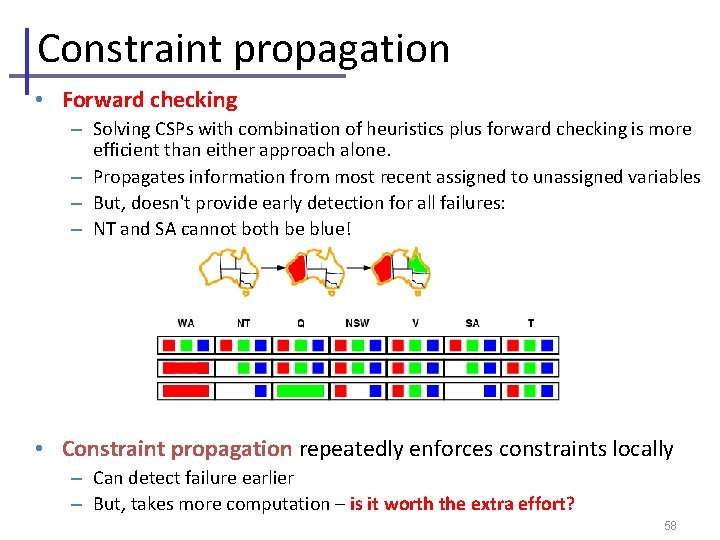 Constraint propagation
• Forward checking
– Solving CSPs with combination of heuristics plus forward checking is more
efficient than either approach alone.
– Propagates information from most recent assigned to unassigned variables
– But, doesn't provide early detection for all failures:
– NT and SA cannot both be blue!
WA NT Q NSW V SA T
• Constraint propagation repeatedly enforces constraints locally
– Can detect failure earlier
– But, takes more computation – is it worth the extra effort?
58